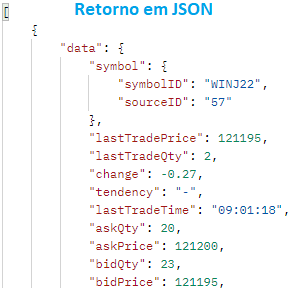 Retorno em JSON
[
{
"data": {
"symbol": {
"symbolID": "WINJ22",
"sourceID": "57"
},
"lastTradePrice": 121195,
"lastTradeQty": 2,
"change": -0.27,
"tendency": "-",
"lastTradeTime": "09:01:18",
"askQty": 20,
"askPrice": 121200,
"bidQty": 23,
"bidPrice": 121195,